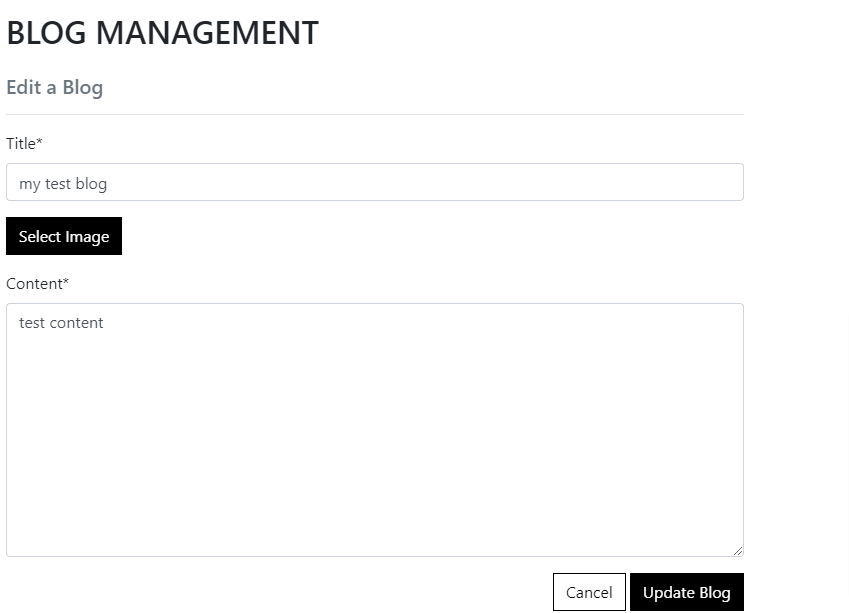 BLOG MANAGEMENT
Edit a Blog
Title*
my test blog
Select Image
Content*
test content
Cancel
Update Blog